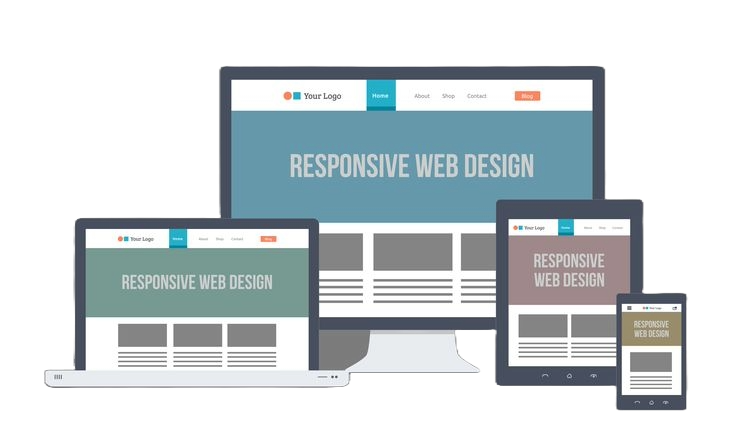 Your Logo Home About Shop Contact Blog
RESPONSIVE WEB DESIGN
Your Logo Home About Shop Contact Blog
RESPONSIVE WEB DESIGN
Your Logo Home About Shop Contact
RESPONSIVE
WEB DESIGN
Your Logo
RESPONSIVE
WEB DESIGN